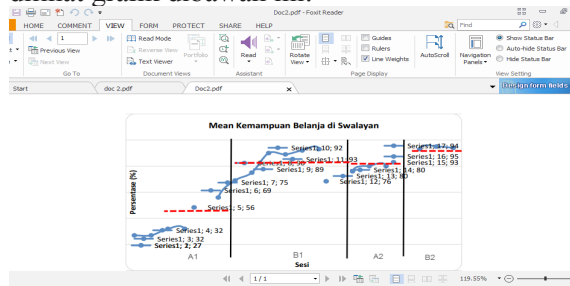 Doc2.pdf - Foxit Reader
HOME COMMENT VIEW FORM PROTECT SHARE HELP Find
1 Read Mode Guides Show Status Bar
Previous View Reverse View Portfolio Read Rotate View Rulers AutoScroll Navigation Panels Auto-hide Status Bar
Next View Text Viewer Line Weights Hide Status Bar
Go To Document Views Assistant Page Display View Setting
Start doc 2.pdf Doc2.pdf Design form fields
Mean Kemampuan Belanja di Swalayan
Persentase (%)
Series1; 10; 92
Series1; 17; 94
Series1; 11; 93
Series1; 16; 95
Series1; 15; 93
Series1; 9; 89
Series1; 14; 80
Series1; 13; 80
Series1; 7; 75
Series1; 12; 76
Series1; 6; 69
Series1; 5; 56
Series1; 4; 32
Series1; 3; 32
Series1; 2; 27
A1 B1 A2 B2
Sesi
1 / 1 119.55%